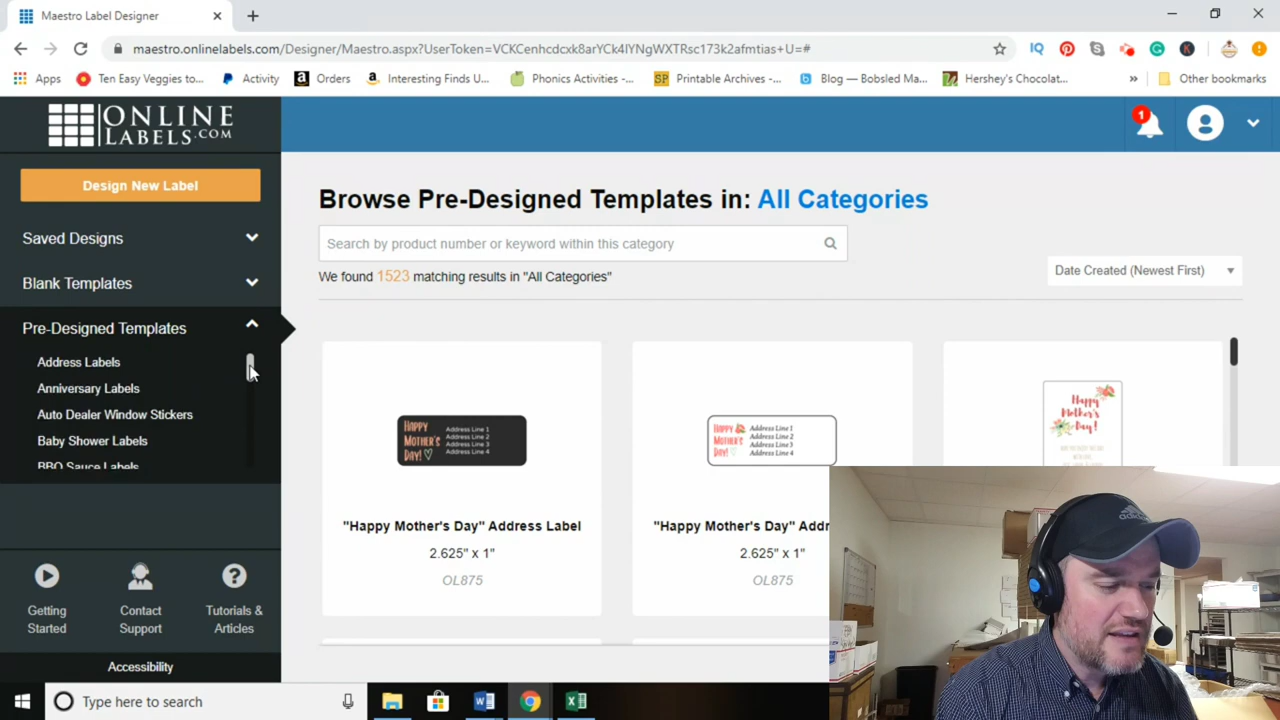 Maestro Label Designer
maestro.onlinelabels.com/Designer/Maestro.aspx?UserToken=VCKCenhcdcxk8arYCk4IYNgWXTRsc173k2afmtias+U=#
Apps
Ten Easy Veggies to...
Activity
Orders
Interesting Finds U...
Phonics Activities -...
SP Printable Archives -...
Blog — Bobsled Ma...
Hershey's Chocolat...
»
Other bookmarks
ONLINE
LABELS.COM
1
Design New Label
Saved Designs
Blank Templates
Pre-Designed Templates
Address Labels
Anniversary Labels
Auto Dealer Window Stickers
Baby Shower Labels
BBQ Sauce Labels
Getting
Started
Contact
Support
Tutorials &
Articles
Accessibility
Browse Pre-Designed Templates in: All Categories
Search by product number or keyword within this category
We found 1523 matching results in "All Categories"
Date Created (Newest First)
HAPPY
MOTHER'S
DAY!
Address Line 1
Address Line 2
Address Line 3
Address Line 4
"Happy Mother's Day" Address Label
2.625" x 1"
OL875
HAPPY
MOTHER'S
DAY!
Address Line 1
Address Line 2
Address Line 3
Address Line 4
"Happy Mother's Day" Addr
2.625" x 1"
OL875
Happy
Mother's
Day!
Type here to search